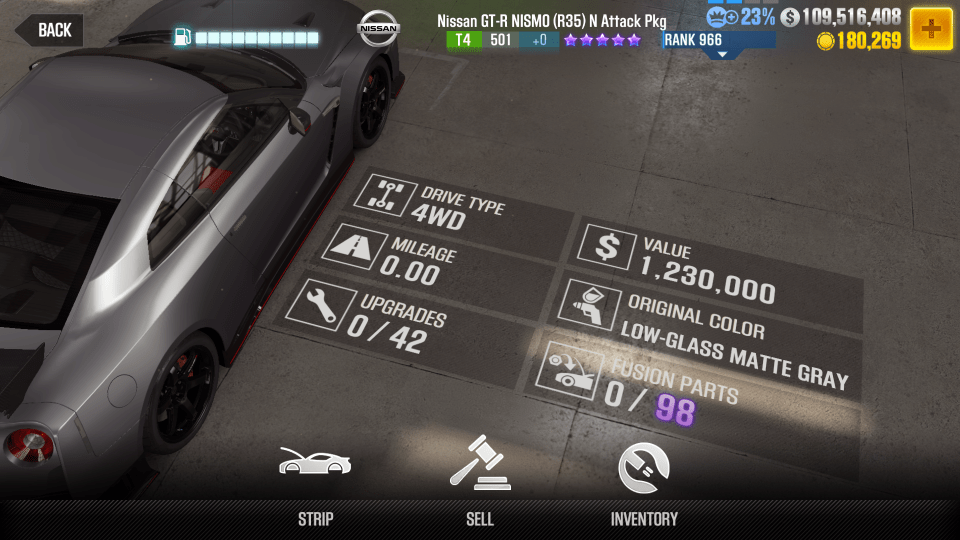 BACK
NISSAN
Nissan GT-R NISMO (R35) N Attack Pkg
T4 501 +0
RANK 966
23%
$ 109,516,408
180,269
DRIVE TYPE
4WD
MILEAGE
0.00
UPGRADES
0/42
$ VALUE
1,230,000
ORIGINAL COLOR
LOW-GLASS MATTE GRAY
FUSION PARTS
0/98
STRIP
SELL
INVENTORY